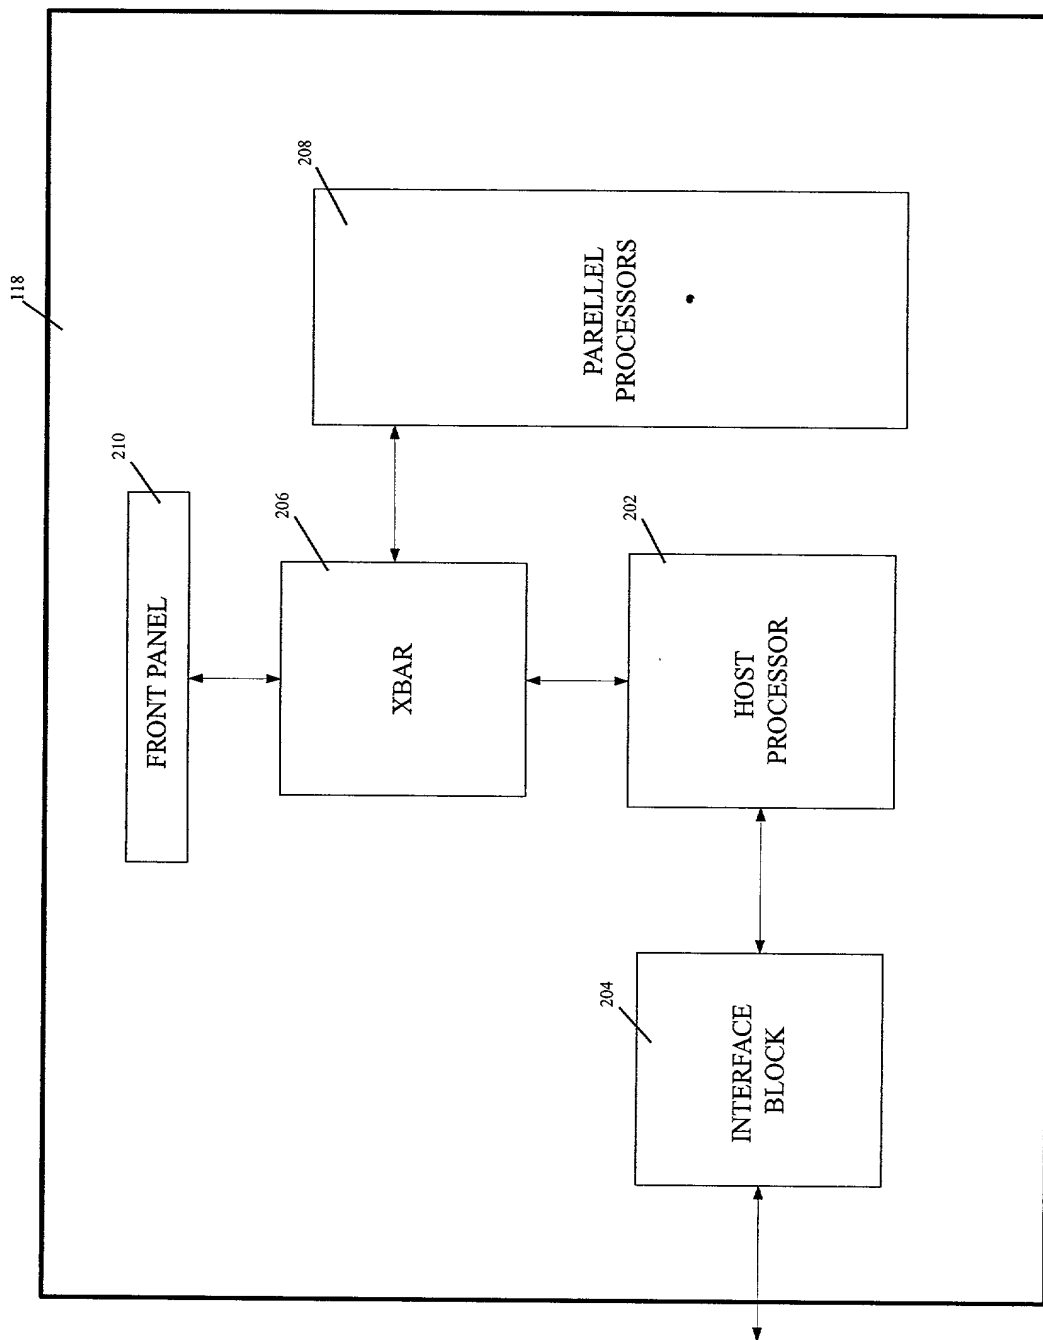 118
210
FRONT PANEL
208
PARELLEL
PROCESSORS
206
XBAR
202
HOST
PROCESSOR
204
INTERFACE
BLOCK